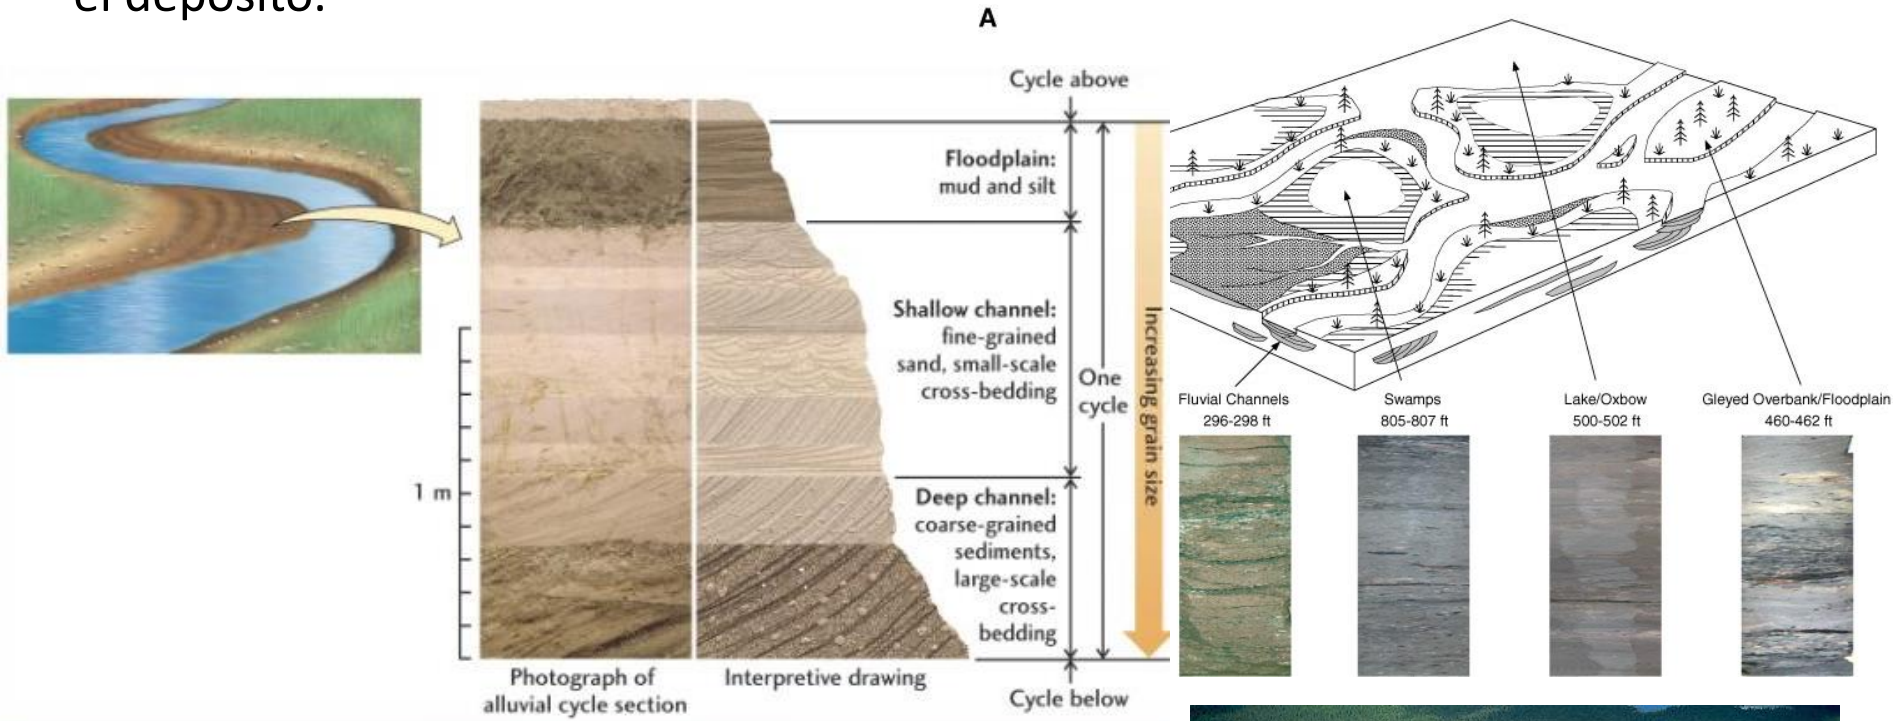 el depósito.
A
Cycle above
Floodplain:
mud and silt
Shallow channel:
fine-grained
sand, small-scale
cross-bedding
One
cycle
Increasing grain size
1 m
Deep channel:
coarse-grained
sediments,
large-scale
cross-
bedding
Photograph of
alluvial cycle section
Interpretive drawing
Cycle below
Fluvial Channels
296-298 ft
Swamps
805-807 ft
Lake/Oxbow
500-502 ft
Gleyed Overbank/Floodplain
460-462 ft